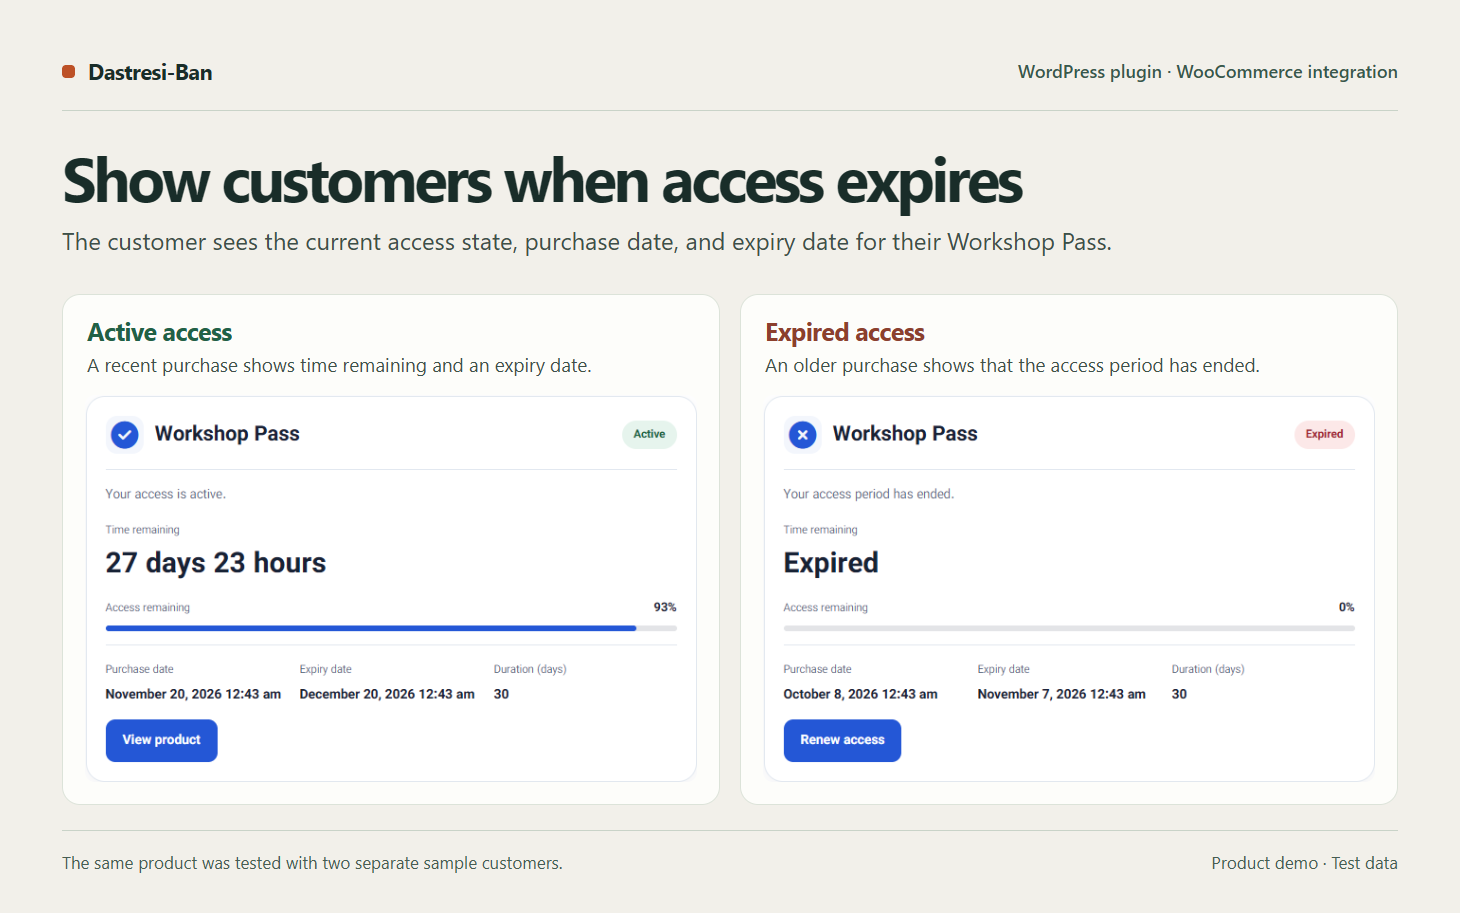 Dastresi-Ban
WordPress plugin · WooCommerce integration
Show customers when access expires
The customer sees the current access state, purchase date, and expiry date for their Workshop Pass.
Active access
A recent purchase shows time remaining and an expiry date.
Workshop Pass
Active
Your access is active.
Time remaining
27 days 23 hours
Access remaining
93%
Purchase date
Expiry date
Duration (days)
November 20, 2026 12:43 am
December 20, 2026 12:43 am
30
View product
Expired access
An older purchase shows that the access period has ended.
Workshop Pass
Expired
Your access period has ended.
Time remaining
Expired
Access remaining
0%
Purchase date
Expiry date
Duration (days)
October 8, 2026 12:43 am
November 7, 2026 12:43 am
30
Renew access
The same product was tested with two separate sample customers.
Product demo · Test data